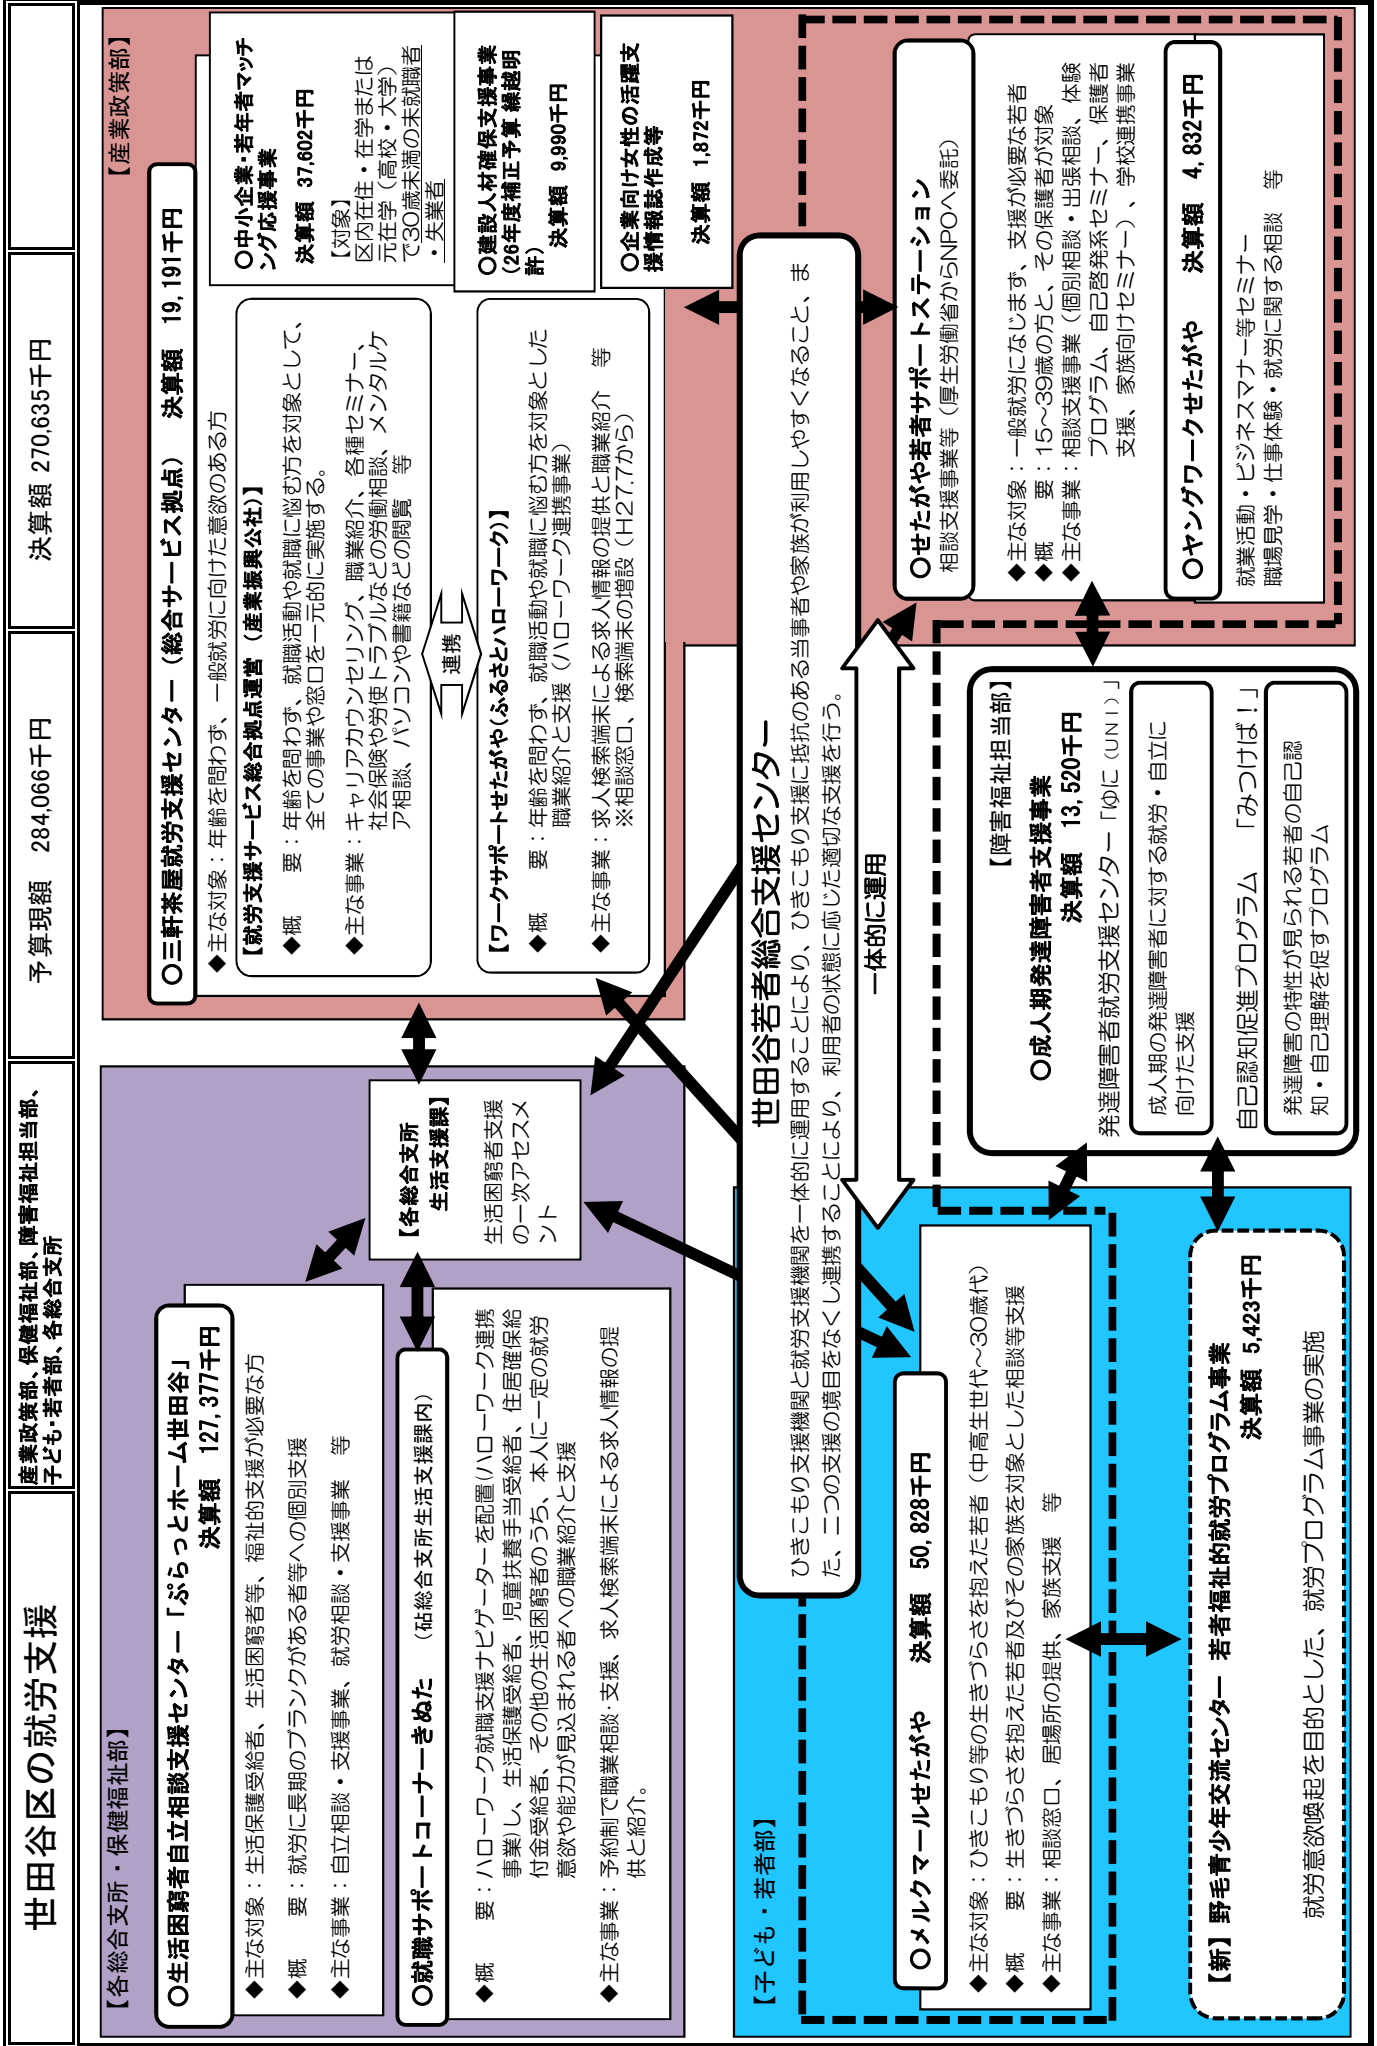 世田谷区の就労支援
産業政策部、保健福祉部、障害福祉担当部、
子ども・若者部、各総合支所
予算現額　284,066千円
決算額 270,635千円
【各総合支所・保健福祉部】
○生活困窮者自立相談支援センター「ぷらっとホーム世田谷」
決算額　127,377千円
◆主な対象：生活保護受給者、生活困窮者等、福祉的支援が必要な方
◆概　　要：就労に長期のブランクがある者等への個別支援
◆主な事業：自立相談・支援事業、就労相談・支援事業　等
○就職サポートコーナーきぬた　（砧総合支所生活支援課内）
◆概　　要：ハローワーク就職支援ナビゲーターを配置(ハローワーク連携
事業)し、生活保護受給者、児童扶養手当受給者、住居確保給
付金受給者、その他の生活困窮者のうち、本人に一定の就労
意欲や能力が見込まれる者への職業紹介と支援
◆主な事業：予約制で職業相談・支援、求人検索端末による求人情報の提
供と紹介。
【各総合支所
生活支援課】
生活困窮者支援
の一次アセスメ
ント
【産業政策部】
○三軒茶屋就労支援センター（総合サービス拠点）　決算額　19,191千円
◆主な対象：年齢を問わず、一般就労に向けた意欲のある方
【就労支援サービス総合拠点運営（産業振興公社）】
◆概　　要：年齢を問わず、就職活動や就職に悩む方を対象として、
全ての事業や窓口を一元的に実施する。
◆主な事業：キャリアカウンセリング、職業紹介、各種セミナー、
社会保険や労使トラブルなどの労働相談、メンタルケ
ア相談、パソコンや書籍などの閲覧　等
連携
【ワークサポートせたがや(ふるさとハローワーク)】
◆概　　要：年齢を問わず、就職活動や就職に悩む方を対象とした
職業紹介と支援（ハローワーク連携事業）
◆主な事業：求人検索端末による求人情報の提供と職業紹介　等
※相談窓口、検索端末の増設（H27.7から）
○中小企業・若年者マッチ
ング応援事業
決算額　37,602千円
【対象】
区内在住・在学または
元在学（高校・大学）
で30歳未満の未就職者
・失業者
○建設人材確保支援事業
（26年度補正予算 繰越明
許）
決算額　9,990千円
○企業向け女性の活躍支
援情報誌作成等
決算額　1,872千円
世田谷若者総合支援センター
ひきこもり支援機関と就労支援機関を一体的に運用することにより、ひきこもり支援に抵抗のある当事者や家族が利用しやすくなること、ま
た、二つの支援の境目をなくし連携することにより、利用者の状態に応じた適切な支援を行う。
一体的に運用
【子ども・若者部】
○メルクマールせたがや　　決算額　50,828千円
◆主な対象：ひきこもり等の生きづらさを抱えた若者（中高生世代～30歳代）
◆概　　要：生きづらさを抱えた若者及びその家族を対象とした相談等支援
◆主な事業：相談窓口、居場所の提供、家族支援　等
【新】野毛青少年交流センター　若者福祉的就労プログラム事業
決算額　5,423千円
就労意欲喚起を目的とした、就労プログラム事業の実施
○せたがや若者サポートステーション
相談支援事業等（厚生労働省からNPOへ委託）
◆主な対象：一般就労になじまず、支援が必要な若者
◆概　　要：15～39歳の方と、その保護者が対象
◆主な事業：相談支援事業（個別相談・出張相談、体験
プログラム、自己啓発系セミナー、保護者
支援、家族向けセミナー）、学校連携事業
○ヤングワークせたがや　　決算額　4,832千円
就業活動・ビジネスマナー等セミナー
職場見学・仕事体験・就労に関する相談　等
【障害福祉担当部】
○成人期発達障害者支援事業
決算額　13,520千円
発達障害者就労支援センター「ゆに（UNI）」
成人期の発達障害者に対する就労・自立に
向けた支援
自己認知促進プログラム　「みつけば！」
発達障害の特性が見られる若者の自己認
知・自己理解を促すプログラム